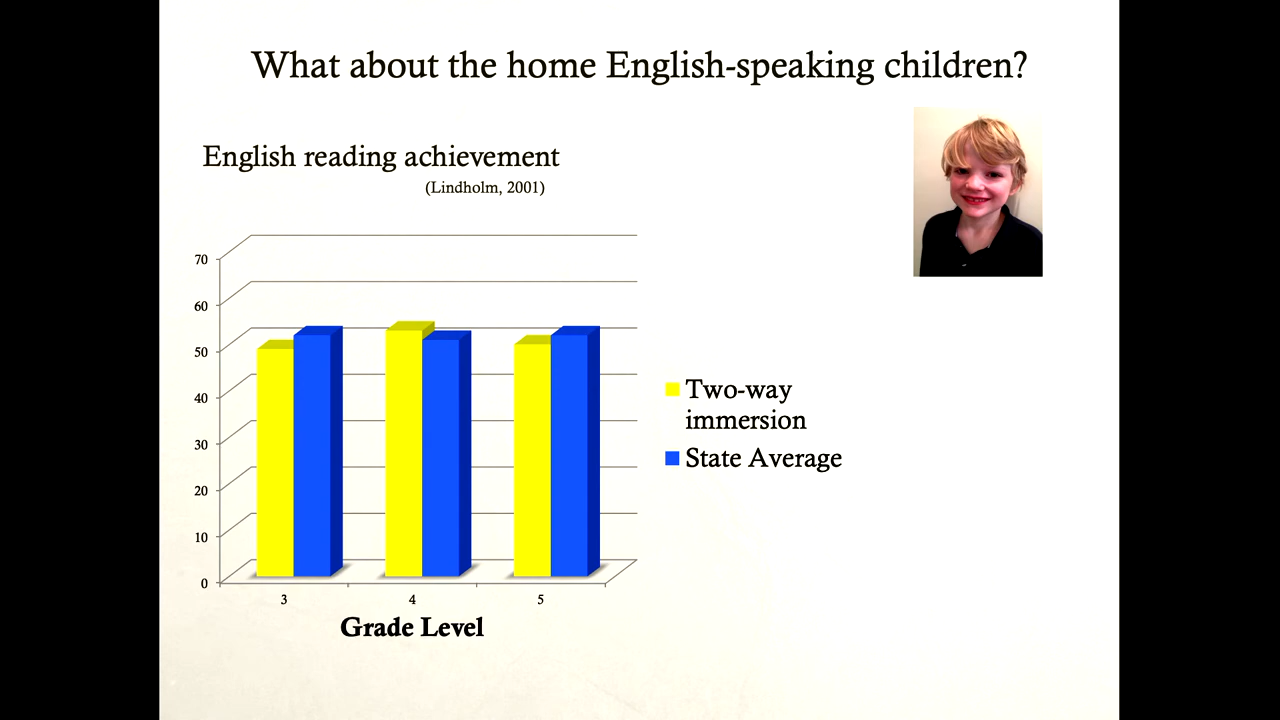 What about the home English-speaking children?
English reading achievement
(Lindholm, 2001)
70
60
50
40
30
20
10
0
3 4 5
Grade Level
Two-way
immersion
State Average